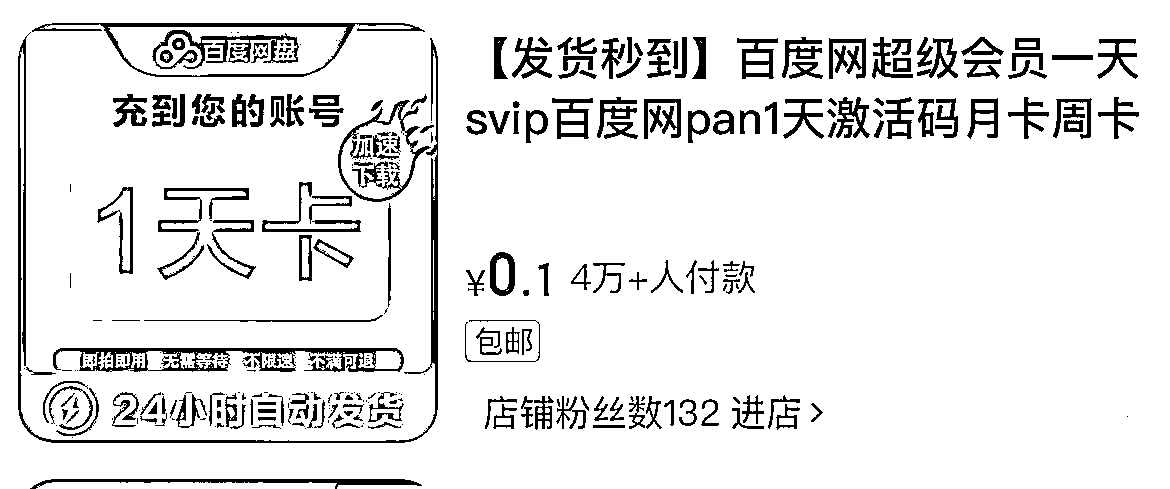 百度网盘
充到您的账号
加速
下载
1天卡
即拍即用 无需等待 不限速 不满可退
24小时自动发货
【发货秒到】百度网超级会员一天
svip百度网pan1天激活码月卡周卡
¥0.1 4万+人付款
包邮
店铺粉丝数132 进店>